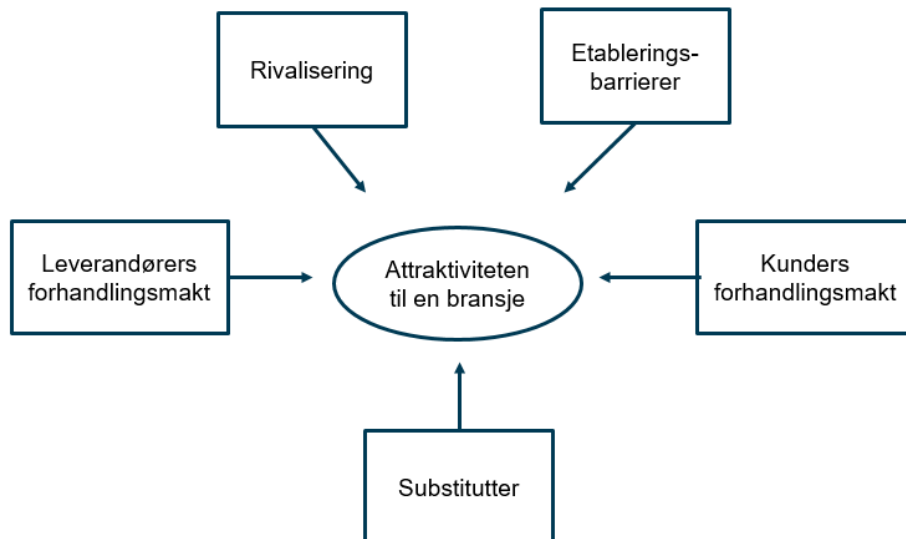 Rivalisering
Etablerings-
barrierer
Leverandørers
forhandlingsmakt
Attraktiviteten
til en bransje
Kunders
forhandlingsmakt
Substitutter